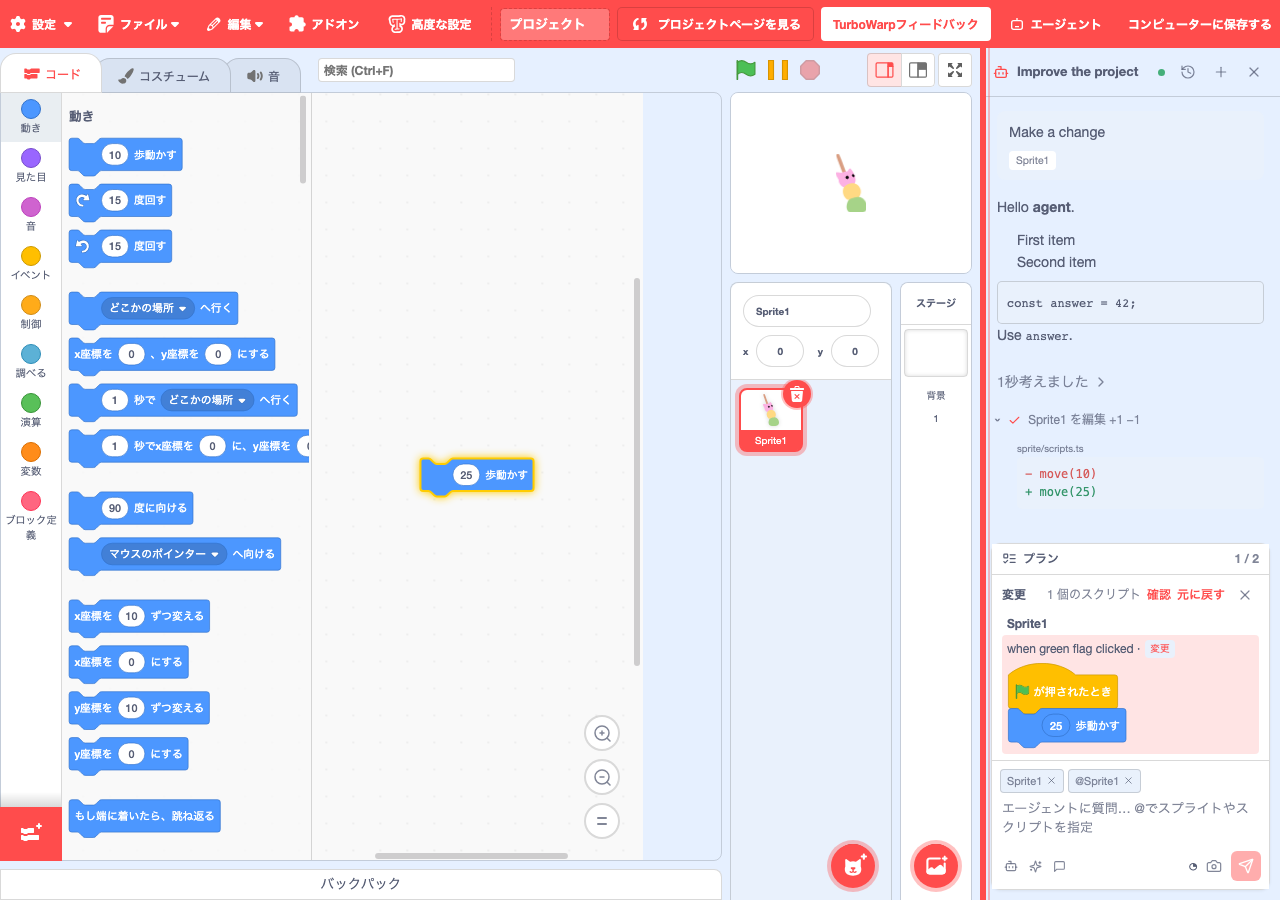 設定
ファイル
編集
アドオン
高度な設定
プロジェクト
プロジェクトページを見る
TurboWarpフィードバック
エージェント
コンピューターに保存する
コード
コスチューム
音
検索 (Ctrl+F)
動き
見た目
音
イベント
制御
調べる
演算
変数
ブロック定
義
動き
10 歩動かす
15 度回す
15 度回す
どこかの場所 へ行く
x座標を 0 、y座標を 0 にする
1 秒で どこかの場所 へ行く
1 秒でx座標を 0 に、y座標を
90 度に向ける
マウスのポインター へ向ける
x座標を 10 ずつ変える
x座標を 0 にする
y座標を 10 ずつ変える
y座標を 0 にする
もし端に着いたら、跳ね返る
25 歩動かす
バックパック
Sprite1
x 0 y 0
Sprite1
ステージ
背景
1
Improve the project
Make a change
Sprite1
Hello agent.
First item
Second item
const answer = 42;
Use answer.
1秒考えました
Sprite1 を編集 +1 −1
sprite/scripts.ts
− move(10)
+ move(25)
プラン 1 / 2
変更 1 個のスクリプト 確認 元に戻す
Sprite1
when green flag clicked · 変更
が押されたとき
25 歩動かす
Sprite1 @Sprite1
エージェントに質問... @でスプライトやス
クリプトを指定